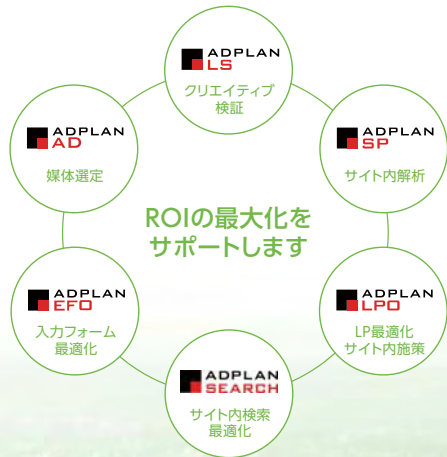 ADPLAN
LS
クリエイティブ
検証
ADPLAN
AD
媒体選定
ADPLAN
SP
サイト内解析
ROIの最大化を
サポートします
ADPLAN
EFO
入力フォーム
最適化
ADPLAN
LPO
LP最適化
サイト内施策
ADPLAN
SEARCH
サイト内検索
最適化